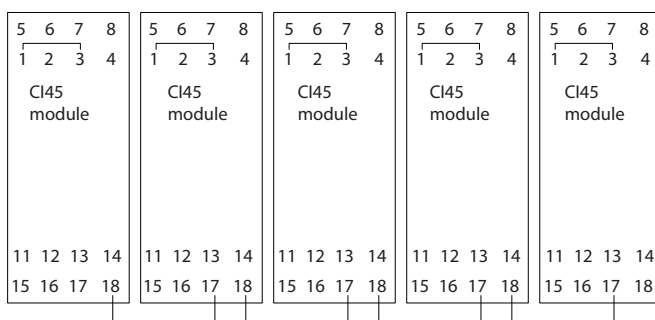 5 6 7 8 5 6 7 8 5 6 7 8 5 6 7 8 5 6 7 8
1 2 3 4 1 2 3 4 1 2 3 4 1 2 3 4 1 2 3 4
CI45 CI45 CI45 CI45 CI45
module module module module module
11 12 13 14 11 12 13 14 11 12 13 14 11 12 13 14 11 12 13 14
15 16 17 18 15 16 17 18 15 16 17 18 15 16 17 18 15 16 17 18